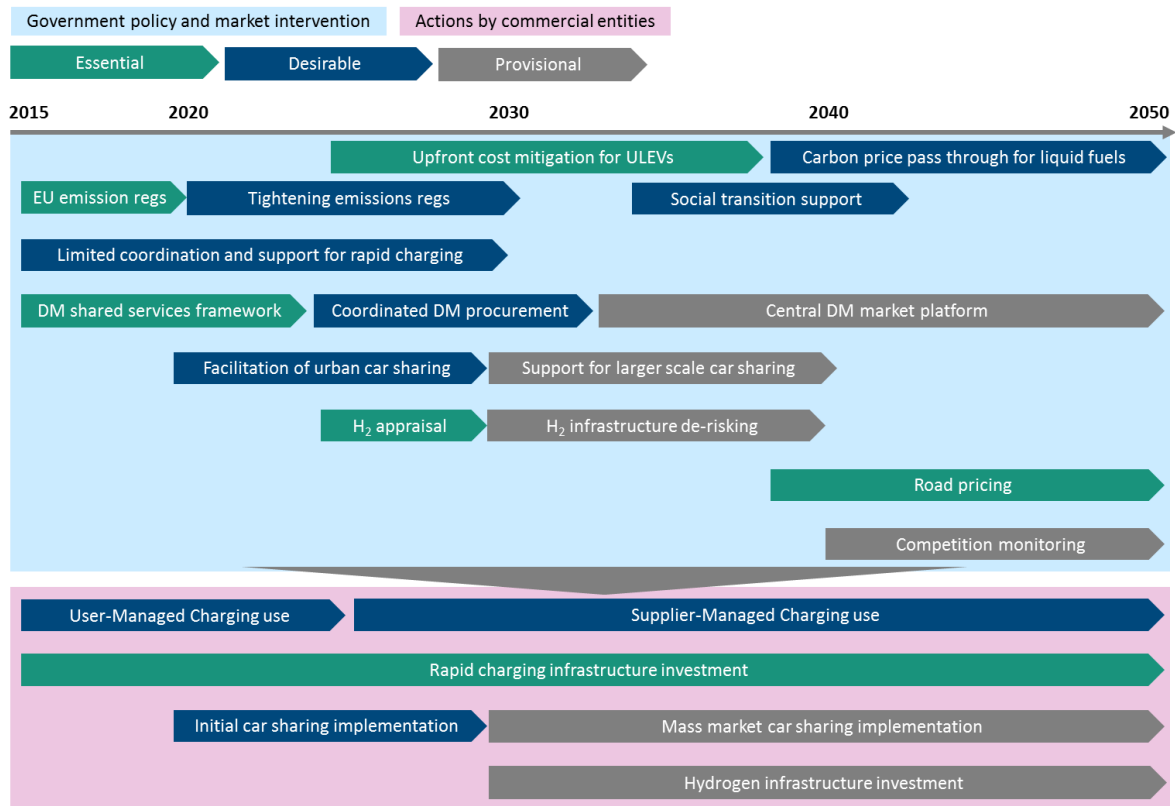 Government policy and market intervention
Actions by commercial entities
Essential
Desirable
Provisional
2015
2020
2030
2040
2050
Upfront cost mitigation for ULEVs
Carbon price pass through for liquid fuels
EU emission regs
Tightening emissions regs
Social transition support
Limited coordination and support for rapid charging
DM shared services framework
Coordinated DM procurement
Central DM market platform
Facilitation of urban car sharing
Support for larger scale car sharing
H₂ appraisal
H₂ infrastructure de-risking
Road pricing
Competition monitoring
User-Managed Charging use
Supplier-Managed Charging use
Rapid charging infrastructure investment
Initial car sharing implementation
Mass market car sharing implementation
Hydrogen infrastructure investment